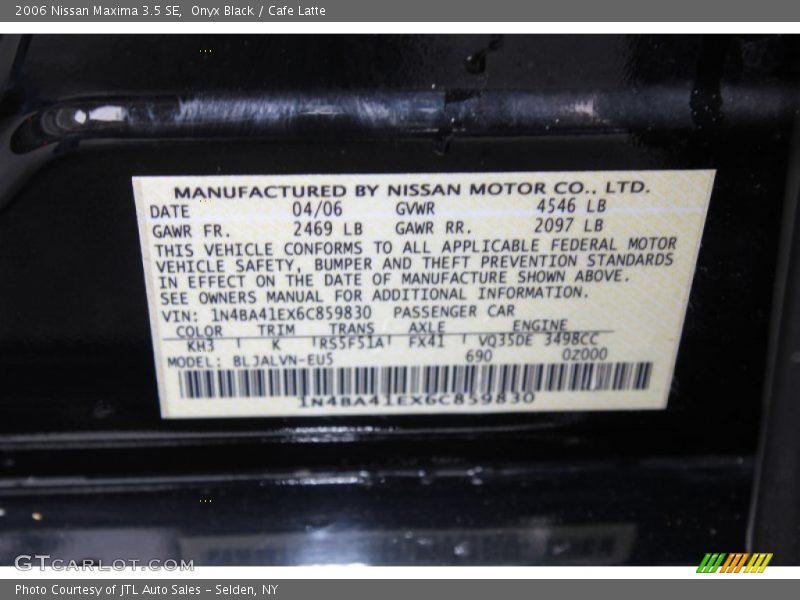 2006 Nissan Maxima 3.5 SE,  Onyx Black / Cafe Latte
MANUFACTURED BY NISSAN MOTOR CO., LTD.
DATE 04/06 GVWR 4546 LB
GAWR FR. 2469 LB GAWR RR. 2097 LB
THIS VEHICLE CONFORMS TO ALL APPLICABLE FEDERAL MOTOR
VEHICLE SAFETY, BUMPER AND THEFT PREVENTION STANDARDS
IN EFFECT ON THE DATE OF MANUFACTURE SHOWN ABOVE.
SEE OWNERS MANUAL FOR ADDITIONAL INFORMATION.
VIN: 1N4BA41EX6C859830 PASSENGER CAR
COLOR TRIM TRANS AXLE ENGINE
KH3 K RS5F51A FX41 VQ35DE 3498CC
MODEL: BLJALVN-EU5 690 0Z000
1N4BA41EX6C859830
GTCARLOT.COM
Photo Courtesy of JTL Auto Sales - Selden, NY